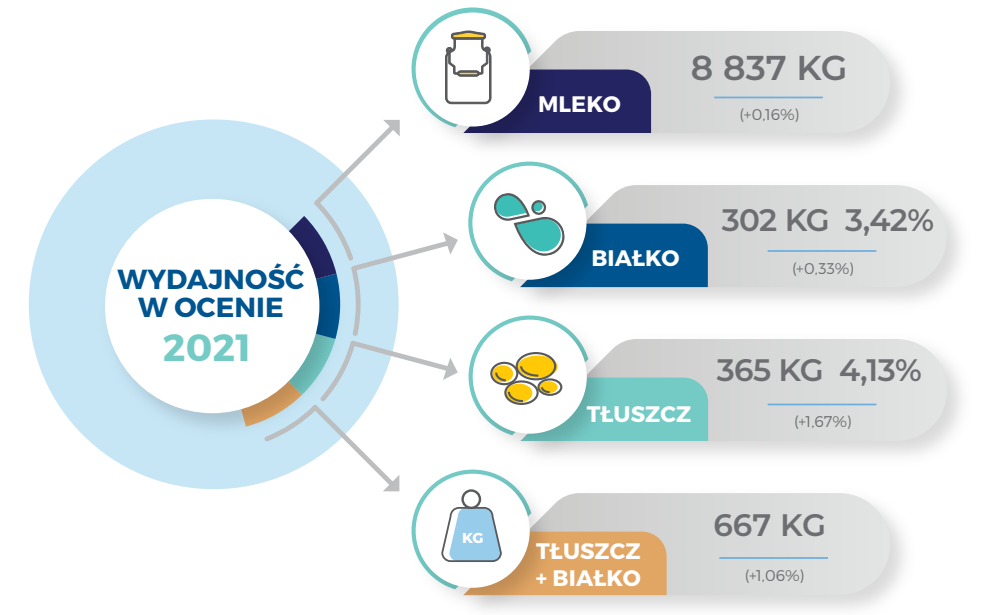 WYDAJNOŚĆ
W OCENIE
2021
MLEKO
8 837 KG
(+0,16%)
BIAŁKO
302 KG 3,42%
(+0,33%)
TŁUSZCZ
365 KG 4,13%
(+1,67%)
KG
TŁUSZCZ
+ BIAŁKO
667 KG
(+1.06%)